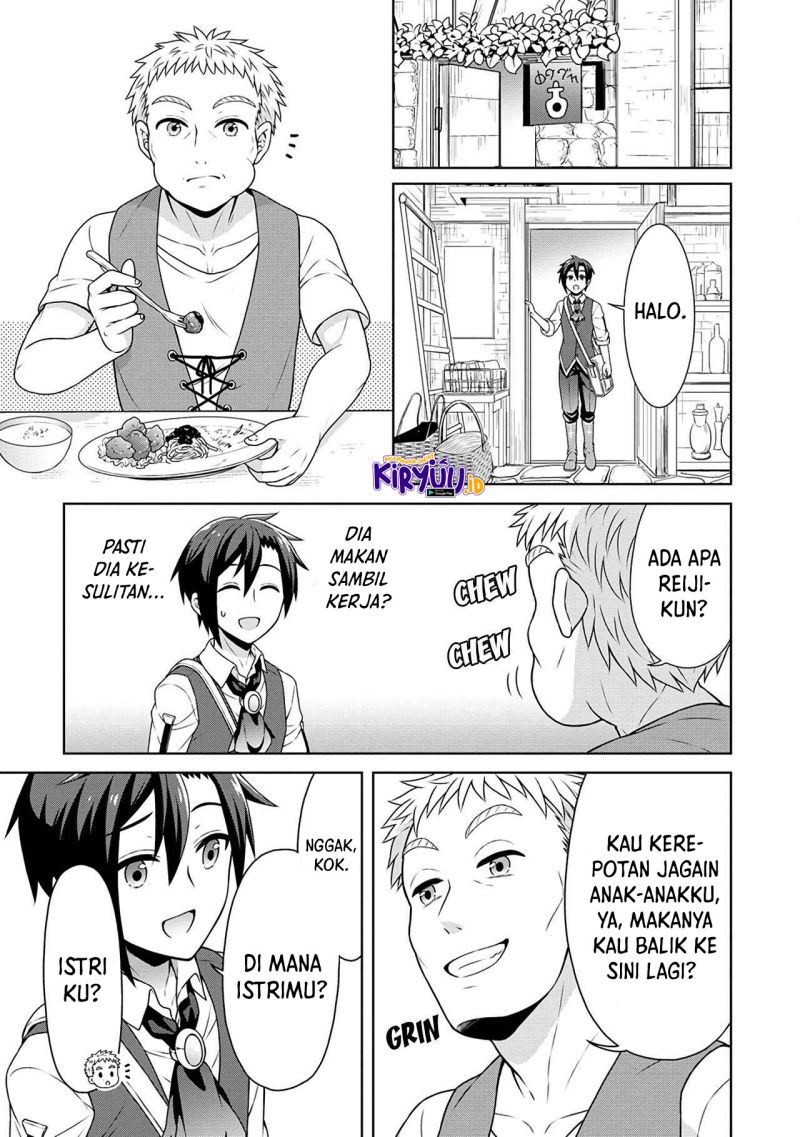 HALO.
KIRYUU.ID
ADA APA
REIJI-
KUN?
CHEW
CHEW
DIA
MAKAN
SAMBIL
KERJA?
PASTI
DIA KE-
SULITAN...
KAU KERE-
POTAN JAGAIN
ANAK-ANAKKU,
YA, MAKANYA
KAU BALIK KE
SINI LAGI?
GRIN
NGGAK,
KOK.
DI MANA
ISTRIMU?
ISTRI
KU?